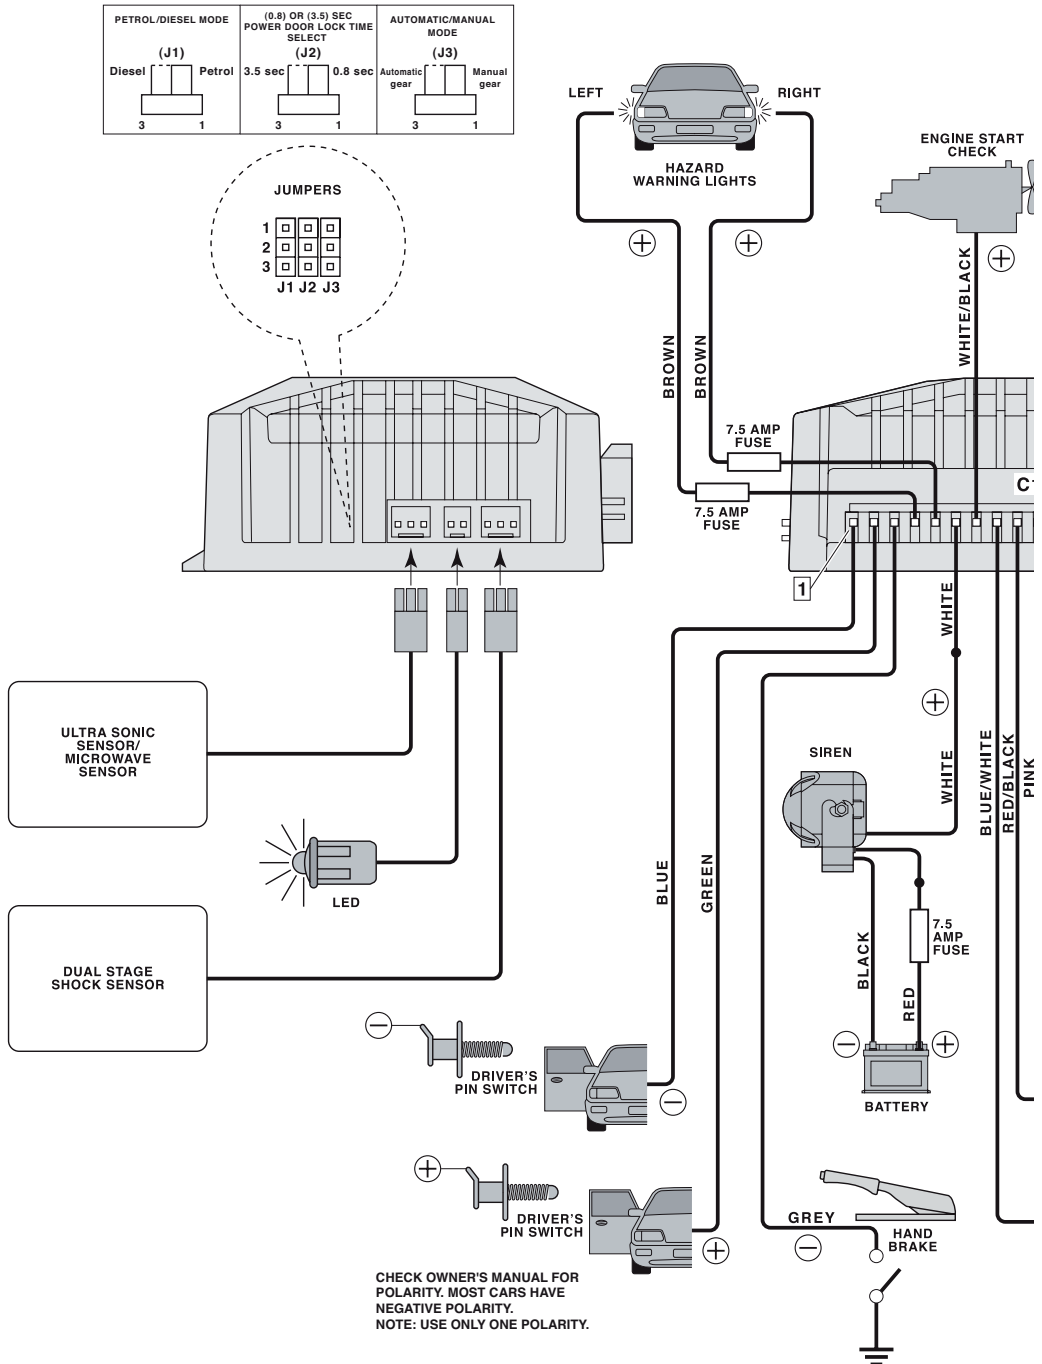 PETROL/DIESEL MODE
(J1)
Diesel Petrol
3 1
(0.8) OR (3.5) SEC
POWER DOOR LOCK TIME
SELECT
(J2)
3.5 sec 0.8 sec
3 1
AUTOMATIC/MANUAL
MODE
(J3)
Automatic
gear
Manual
gear
3 1
JUMPERS
1
2
3
J1 J2 J3
LEFT
RIGHT
HAZARD
WARNING LIGHTS
ENGINE START
CHECK
+
+
+
WHITE/BLACK
BROWN
BROWN
7.5 AMP
FUSE
7.5 AMP
FUSE
C1
1
WHITE
+
ULTRA SONIC
SENSOR/
MICROWAVE
SENSOR
SIREN
WHITE
BLUE/WHITE
RED/BLACK
PINK
LED
BLUE
GREEN
DUAL STAGE
SHOCK SENSOR
BLACK
7.5
AMP
FUSE
RED
−
+
BATTERY
−
DRIVER'S
PIN SWITCH
−
+
DRIVER'S
PIN SWITCH
+
GREY
−
HAND
BRAKE
CHECK OWNER'S MANUAL FOR
POLARITY. MOST CARS HAVE
NEGATIVE POLARITY.
NOTE: USE ONLY ONE POLARITY.